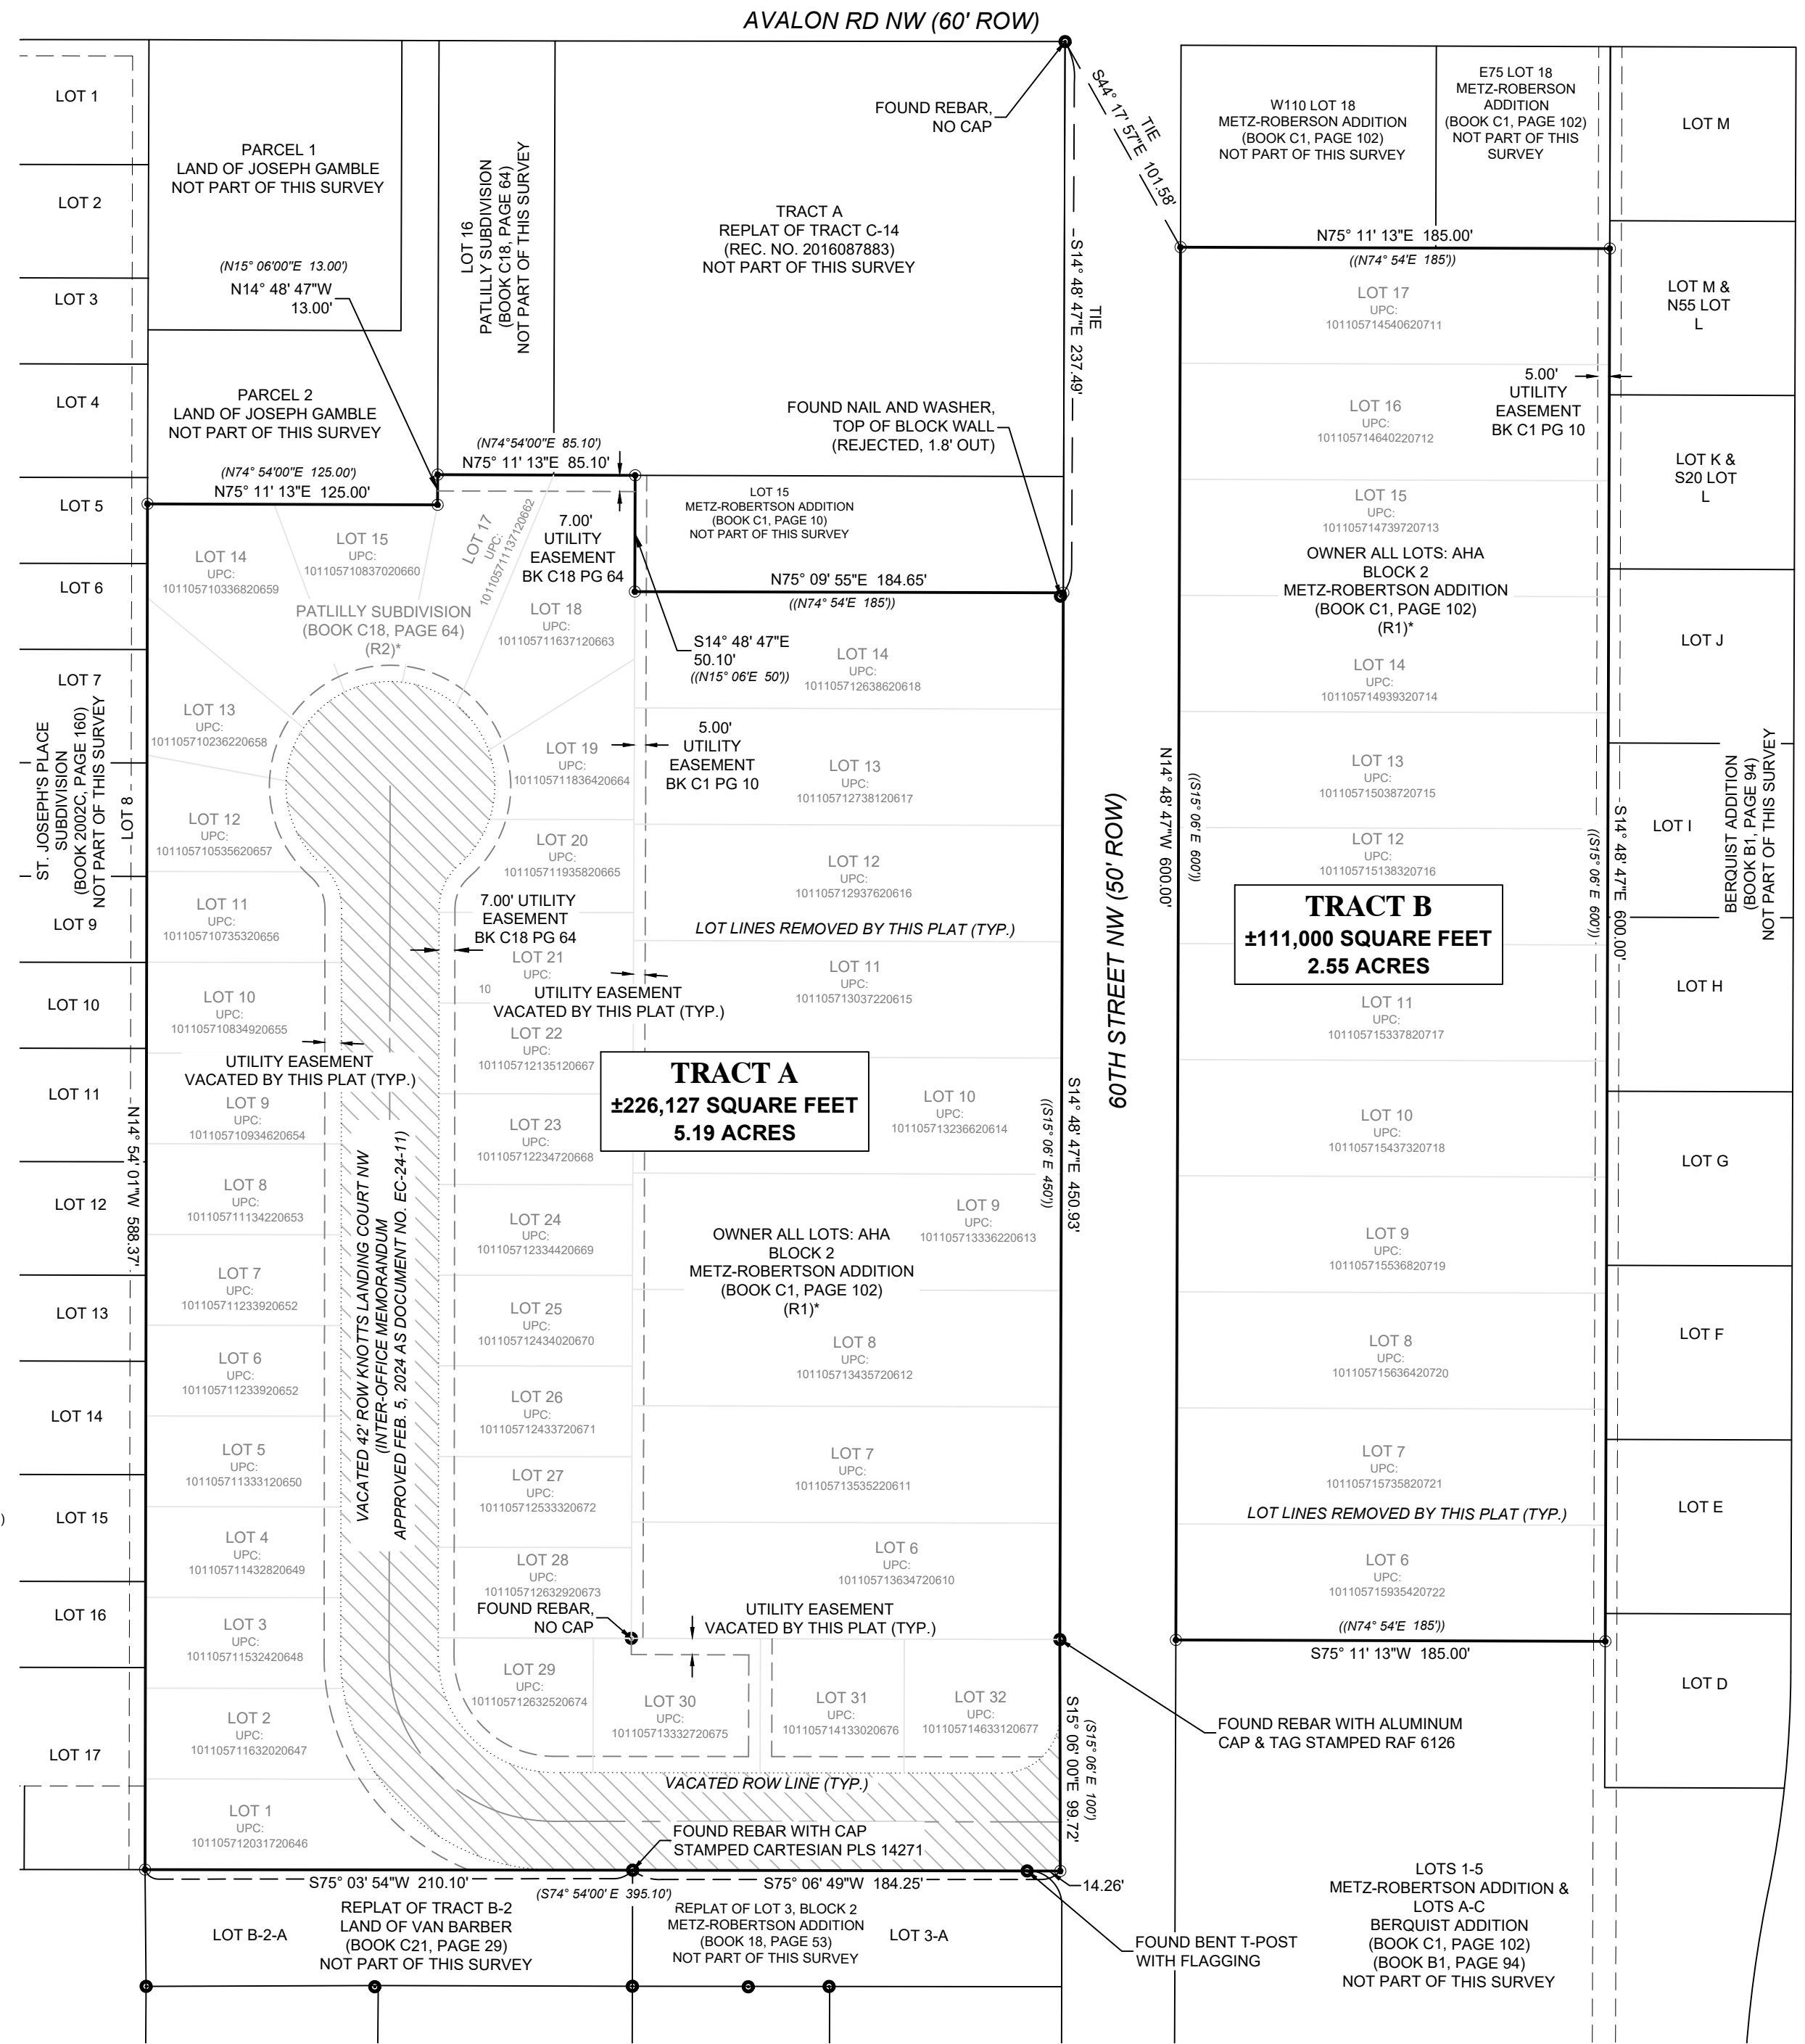 AVALON RD NW (60' ROW)
LOT 1
LOT 2
LOT 3
LOT 4
LOT 5
LOT 6
LOT 7
ST. JOSEPH'S PLACE
SUBDIVISION
(BOOK 2002C, PAGE 160)
NOT PART OF THIS SURVEY
LOT 8
LOT 9
LOT 10
LOT 11
LOT 12
LOT 13
LOT 14
LOT 15
)
LOT 16
LOT 17
PARCEL 1
LAND OF JOSEPH GAMBLE
NOT PART OF THIS SURVEY
(N15° 06'00"E 13.00')
N14° 48' 47"W
13.00'
PARCEL 2
LAND OF JOSEPH GAMBLE
NOT PART OF THIS SURVEY
(N74° 54'00"E 125.00')
N75° 11' 13"E 125.00'
LOT 16
PATLILLY SUBDIVISION
(BOOK C18, PAGE 64)
NOT PART OF THIS SURVEY
(N74°54'00"E 85.10')
N75° 11' 13"E 85.10'
FOUND REBAR,
NO CAP
TRACT A
REPLAT OF TRACT C-14
(REC. NO. 2016087883)
NOT PART OF THIS SURVEY
FOUND NAIL AND WASHER,
TOP OF BLOCK WALL
(REJECTED, 1.8' OUT)
TIE
S14° 48' 47"E 237.49'
TIE
S44° 17' 57"E 101.58'
LOT 15
METZ-ROBERTSON ADDITION
(BOOK C1, PAGE 10)
NOT PART OF THIS SURVEY
N75° 09' 55"E 184.65'
((N74° 54'E 185'))
7.00'
UTILITY
EASEMENT
BK C18 PG 64
S14° 48' 47"E
50.10'
((N15° 06'E 50'))
LOT 14
UPC:
101105710336820659
LOT 15
UPC:
101105710837020660
LOT 17
UPC:
101105711137120662
LOT 18
UPC:
101105711637120663
PATLILLY SUBDIVISION
(BOOK C18, PAGE 64)
(R2)*
LOT 13
UPC:
101105710236220658
LOT 19
UPC:
101105711836420664
5.00'
UTILITY
EASEMENT
BK C1 PG 10
LOT 12
UPC:
101105710535620657
LOT 20
UPC:
101105711935820665
LOT 11
UPC:
101105710735320656
7.00' UTILITY
EASEMENT
BK C18 PG 64
LOT 21
UPC:
10
UTILITY EASEMENT
VACATED BY THIS PLAT (TYP.)
LOT 10
UPC:
101105710834920655
UTILITY EASEMENT
VACATED BY THIS PLAT (TYP.)
LOT 22
UPC:
101105712135120667
LOT 9
UPC:
101105710934620654
LOT 23
UPC:
101105712234720668
LOT 8
UPC:
101105711134220653
LOT 24
UPC:
101105712334420669
LOT 7
UPC:
101105711233920652
LOT 25
UPC:
101105712434020670
LOT 6
UPC:
101105711233920652
LOT 26
UPC:
101105712433720671
LOT 5
UPC:
101105711333120650
LOT 27
UPC:
101105712533320672
LOT 4
UPC:
101105711432820649
LOT 28
UPC:
101105712632920673
LOT 3
UPC:
101105711532420648
LOT 2
UPC:
101105711632020647
LOT 1
UPC:
101105712031720646
N14° 54' 01"W 588.37'
VACATED 42' ROW KNOTTS LANDING COURT NW
(INTER-OFFICE MEMORANDUM
APPROVED FEB. 5, 2024 AS DOCUMENT NO. EC-24-11)
LOT 14
UPC:
101105712638620618
LOT 13
UPC:
101105712738120617
LOT 12
UPC:
101105712937620616
LOT LINES REMOVED BY THIS PLAT (TYP.)
LOT 11
UPC:
101105713037220615
TRACT A
±226,127 SQUARE FEET
5.19 ACRES
LOT 10
UPC:
101105713236620614
LOT 9
UPC:
101105713336220613
OWNER ALL LOTS: AHA
BLOCK 2
METZ-ROBERTSON ADDITION
(BOOK C1, PAGE 102)
(R1)*
LOT 8
UPC:
101105713435720612
LOT 7
UPC:
101105713535220611
LOT 6
UPC:
101105713634720610
FOUND REBAR,
NO CAP
UTILITY EASEMENT
VACATED BY THIS PLAT (TYP.)
LOT 29
UPC:
101105712632520674
LOT 30
UPC:
101105713332720675
LOT 31
UPC:
101105714133020676
LOT 32
UPC:
101105714633120677
VACATED ROW LINE (TYP.)
FOUND REBAR WITH CAP
STAMPED CARTESIAN PLS 14271
S75° 03' 54"W 210.10'
(S74° 54'00' E 395.10')
S75° 06' 49"W 184.25'
14.26'
((S15° 06' E 450'))
S14° 48' 47"E 450.93'
S15° 06' 00"E 99.72'
(S15° 06' E 100')
60TH STREET NW (50' ROW)
LOT B-2-A
REPLAT OF TRACT B-2
LAND OF VAN BARBER
(BOOK C21, PAGE 29)
NOT PART OF THIS SURVEY
REPLAT OF LOT 3, BLOCK 2
METZ-ROBERTSON ADDITION
(BOOK 18, PAGE 53)
NOT PART OF THIS SURVEY
LOT 3-A
FOUND BENT T-POST
WITH FLAGGING
FOUND REBAR WITH ALUMINUM
CAP & TAG STAMPED RAF 6126
W110 LOT 18
METZ-ROBERSON ADDITION
(BOOK C1, PAGE 102)
NOT PART OF THIS SURVEY
E75 LOT 18
METZ-ROBERSON
ADDITION
(BOOK C1, PAGE 102)
NOT PART OF THIS
SURVEY
N75° 11' 13"E 185.00'
((N74° 54'E 185'))
LOT 17
UPC:
101105714540620711
5.00'
UTILITY
EASEMENT
BK C1 PG 10
LOT 16
UPC:
101105714640220712
LOT 15
UPC:
101105714739720713
OWNER ALL LOTS: AHA
BLOCK 2
METZ-ROBERTSON ADDITION
(BOOK C1, PAGE 102)
(R1)*
LOT 14
UPC:
101105714939320714
LOT 13
UPC:
101105715038720715
LOT 12
UPC:
101105715138320716
TRACT B
±111,000 SQUARE FEET
2.55 ACRES
LOT 11
UPC:
101105715337820717
LOT 10
UPC:
101105715437320718
LOT 9
UPC:
101105715536820719
LOT 8
UPC:
101105715636420720
LOT 7
UPC:
101105715735820721
LOT LINES REMOVED BY THIS PLAT (TYP.)
LOT 6
UPC:
101105715935420722
((N74° 54'E 185'))
S75° 11' 13"W 185.00'
N14° 48' 47"W 600.00'
((S15° 06' E 600'))
((S15° 06' E 600'))
S14° 48' 47"E 600.00'
LOTS 1-5
METZ-ROBERTSON ADDITION &
LOTS A-C
BERQUIST ADDITION
(BOOK C1, PAGE 102)
(BOOK B1, PAGE 94)
NOT PART OF THIS SURVEY
LOT M
LOT M &
N55 LOT
L
LOT K &
S20 LOT
L
LOT J
LOT I
BERQUIST ADDITION
(BOOK B1, PAGE 94)
NOT PART OF THIS SURVEY
LOT H
LOT G
LOT F
LOT E
LOT D